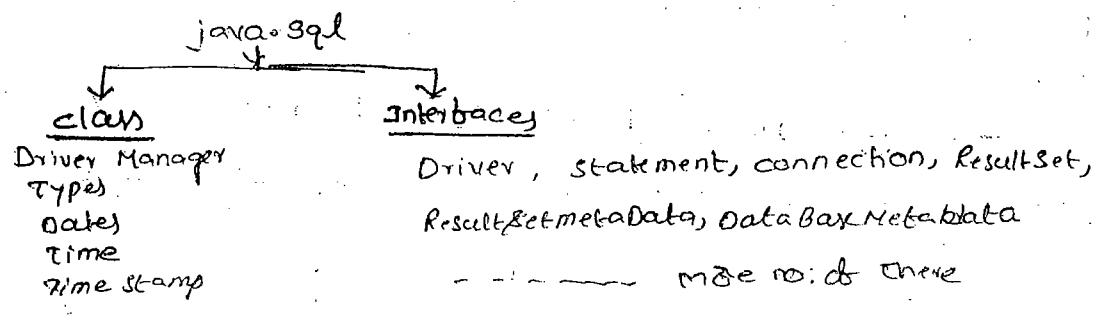 java.sql
class Interfaces
Driver Manager Driver, statement, connection, ResultSet,
Types
Dates ResultSetmetaData, DataBaseMetaData
Time
Time Stamp ------ more no: of there